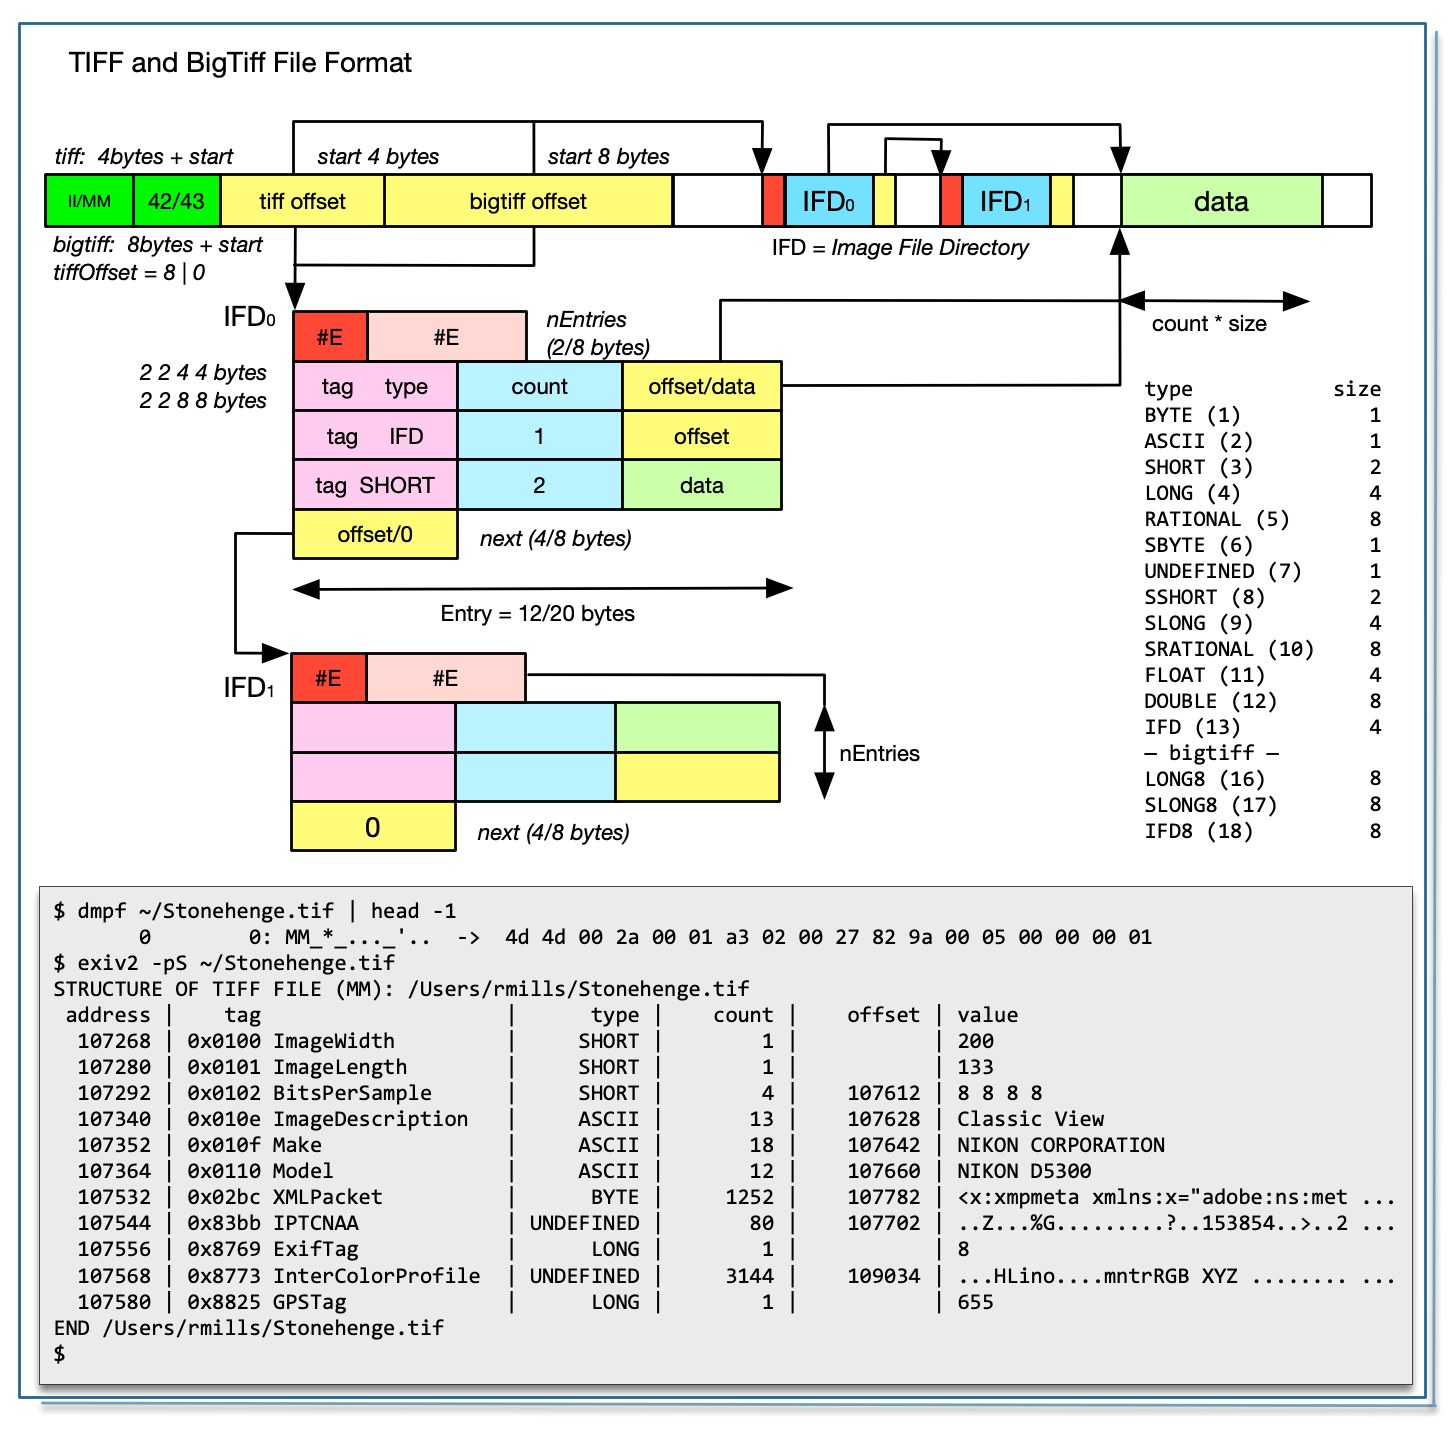 TIFF and BigTiff File Format
tiff: 4bytes + start
start 4 bytes
start 8 bytes
II/MM 42/43 tiff offset bigtiff offset IFD0 IFD1 data
bigtiff: 8bytes + start
IFD = Image File Directory
tiffOffset = 8 | 0
IFD0
#E #E
nEntries
(2/8 bytes)
count * size
2 2 4 4 bytes
2 2 8 8 bytes
tag type count offset/data
tag IFD 1 offset
tag SHORT 2 data
offset/0
next (4/8 bytes)
Entry = 12/20 bytes
IFD1
#E #E
nEntries
0
next (4/8 bytes)
type size
BYTE (1) 1
ASCII (2) 1
SHORT (3) 2
LONG (4) 4
RATIONAL (5) 8
SBYTE (6) 1
UNDEFINED (7) 1
SSHORT (8) 2
SLONG (9) 4
SRATIONAL (10) 8
FLOAT (11) 4
DOUBLE (12) 8
IFD (13) 4
— bigtiff —
LONG8 (16) 8
SLONG8 (17) 8
IFD8 (18) 8
$ dmpf ~/Stonehenge.tif | head -1
0 0: MM_*_..._'.. -> 4d 4d 00 2a 00 01 a3 02 00 27 82 9a 00 05 00 00 00 01
$ exiv2 -pS ~/Stonehenge.tif
STRUCTURE OF TIFF FILE (MM): /Users/rmills/Stonehenge.tif
address | tag | type | count | offset | value
107268 | 0x0100 ImageWidth | SHORT | 1 | | 200
107280 | 0x0101 ImageLength | SHORT | 1 | | 133
107292 | 0x0102 BitsPerSample | SHORT | 4 | 107612 | 8 8 8 8
107340 | 0x010e ImageDescription | ASCII | 13 | 107628 | Classic View
107352 | 0x010f Make | ASCII | 18 | 107642 | NIKON CORPORATION
107364 | 0x0110 Model | ASCII | 12 | 107660 | NIKON D5300
107532 | 0x02bc XMLPacket | BYTE | 1252 | 107782 | <x:xmpmeta xmlns:x="adobe:ns:met ...
107544 | 0x83bb IPTCNAA | UNDEFINED | 80 | 107702 | ..Z...%G.........?..153854..>..2 ...
107556 | 0x8769 ExifTag | LONG | 1 | | 8
107568 | 0x8773 InterColorProfile | UNDEFINED | 3144 | 109034 | ...HLino....mntrRGB XYZ ........ ...
107580 | 0x8825 GPSTag | LONG | 1 | | 655
END /Users/rmills/Stonehenge.tif
$